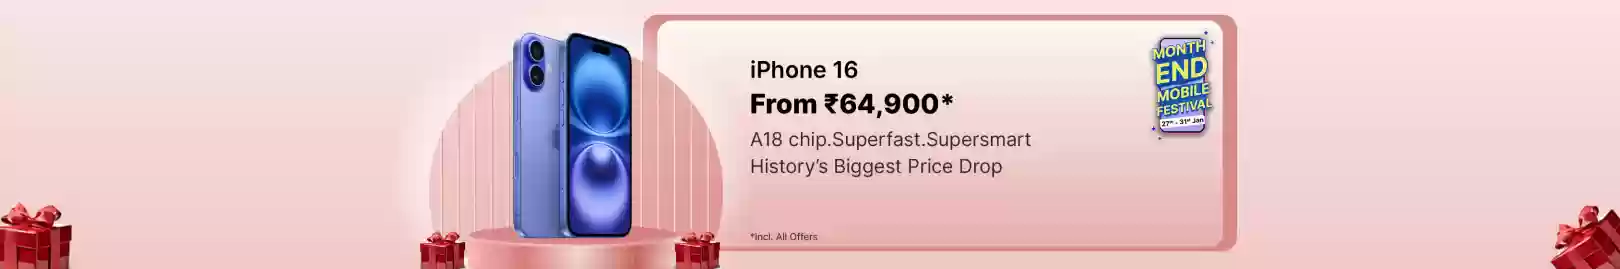 iPhone 16
From ₹64,900*
A18 chip.Superfast.Supersmart
History's Biggest Price Drop
*Incl. All Offers
MONTH
END
MOBILE
FESTIVAL
27th - 31st Jan